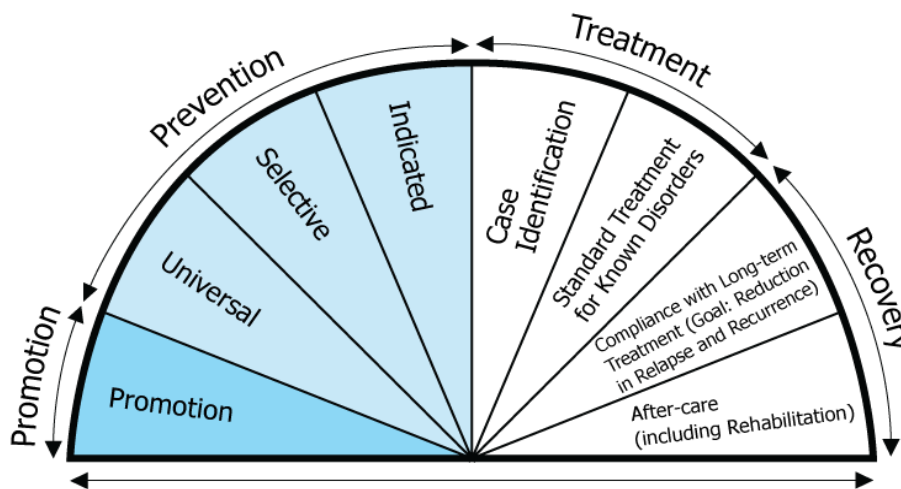 Promotion
Prevention
Treatment
Recovery
Promotion
Universal
Selective
Indicated
Case
Identification
Standard Treatment
for Known Disorders
Compliance with Long-term
Treatment (Goal: Reduction
in Relapse and Recurrence)
After-care
(including Rehabilitation)